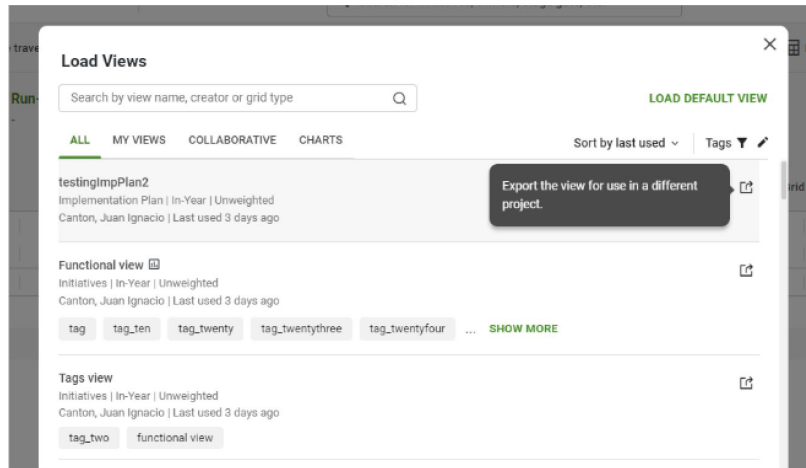 Load Views
Search by view name, creator or grid type
LOAD DEFAULT VIEW
ALL MY VIEWS COLLABORATIVE CHARTS
Sort by last used Tags
testingImpPlan2
Implementation Plan | In-Year | Unweighted
Canton, Juan Ignacio | Last used 3 days ago
Export the view for use in a different
project.
Functional view
Initiatives | In-Year | Unweighted
Canton, Juan Ignacio | Last used 3 days ago
tag tag_ten tag_twenty tag_twentythree tag_twentyfour ... SHOW MORE
Tags view
Initiatives | In-Year | Unweighted
Canton, Juan Ignacio | Last used 3 days ago
tag_two functional view